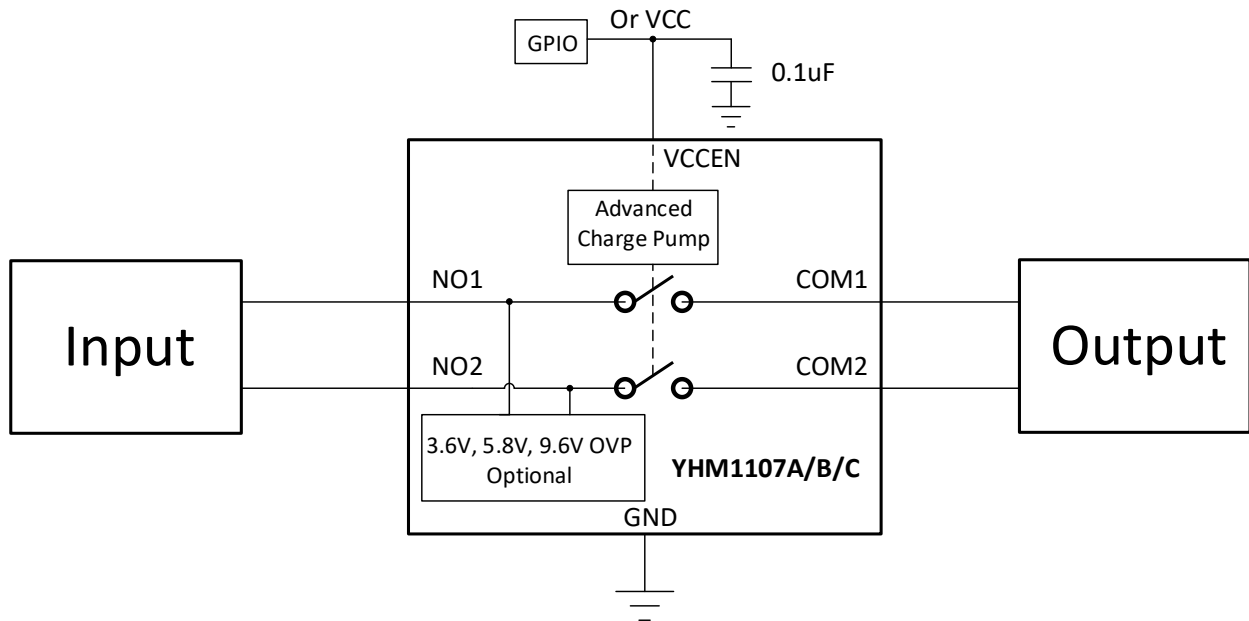 Or VCC
GPIO
0.1uF
VCCEN
Advanced
Charge Pump
NO1
COM1
Input
Output
NO2
COM2
3.6V, 5.8V, 9.6V OVP
Optional
YHM1107A/B/C
GND